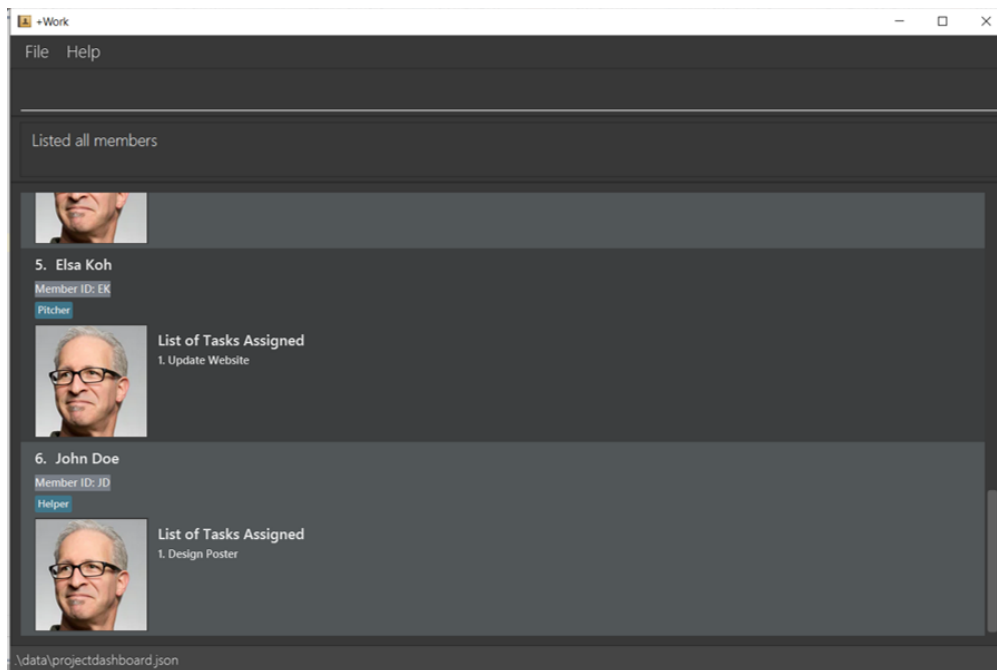 +Work
File Help
Listed all members
5. Elsa Koh
Member ID: EK
Pitcher
List of Tasks Assigned
1. Update Website
6. John Doe
Member ID: JD
Helper
List of Tasks Assigned
1. Design Poster
.\data\projectdashboard.json